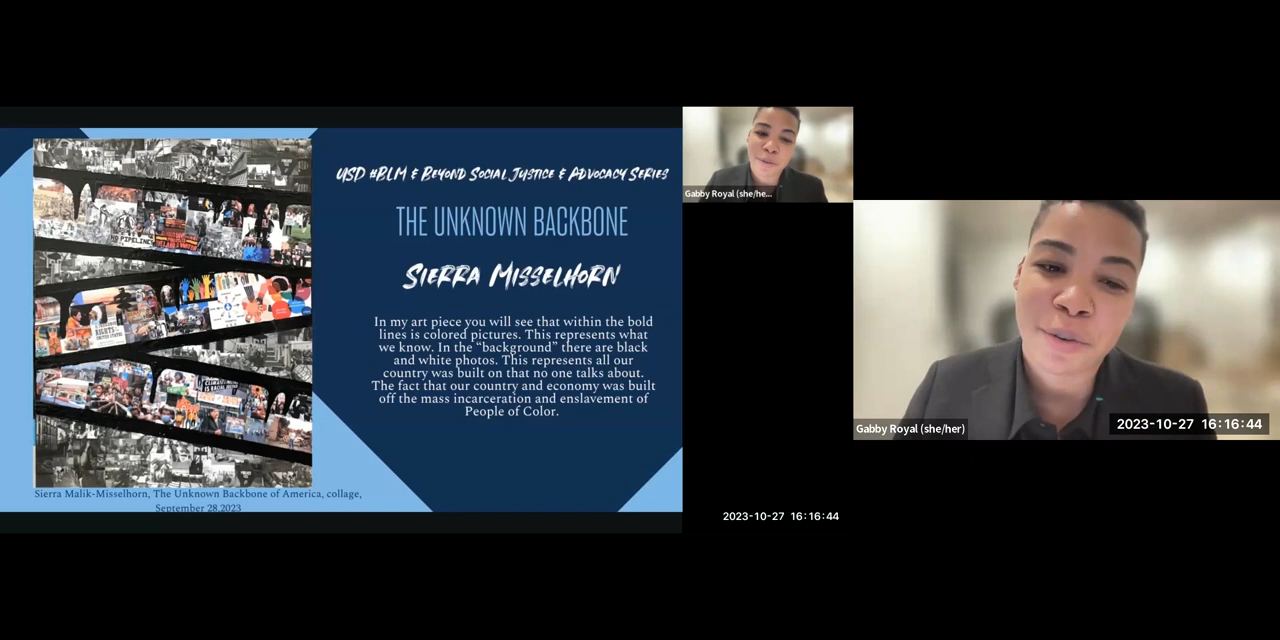 USD #BLM & BEYOND SOCIAL JUSTICE & ADVOCACY SERIES
THE UNKNOWN BACKBONE
SIERRA MISSELHORN
In my art piece you will see that within the bold
lines is colored pictures. This represents what
we know. In the “background” there are black
and white photos. This represents all our
country was built on that no one talks about.
The fact that our country and economy was built
off the mass incarceration and enslavement of
People of Color.
Sierra Malik-Misselhorn, The Unknown Backbone of America, collage,
September 28,2023
Gabby Royal (she/he...
2023-10-27 16:16:44
Gabby Royal (she/her)
2023-10-27 16:16:44